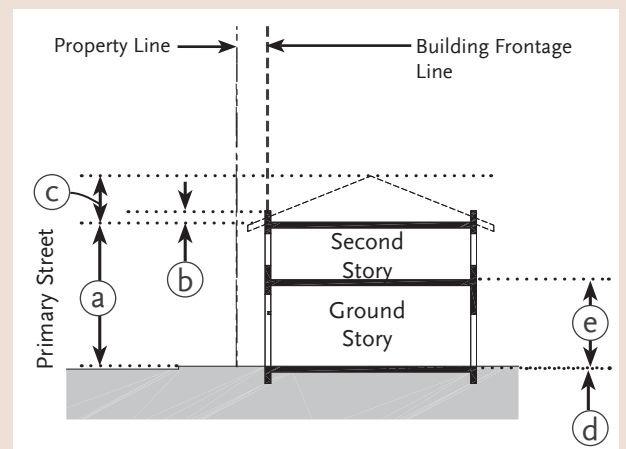 Property Line
Building Frontage
Line
c
b
a
Primary Street
Second
Story
Ground
Story
e
d